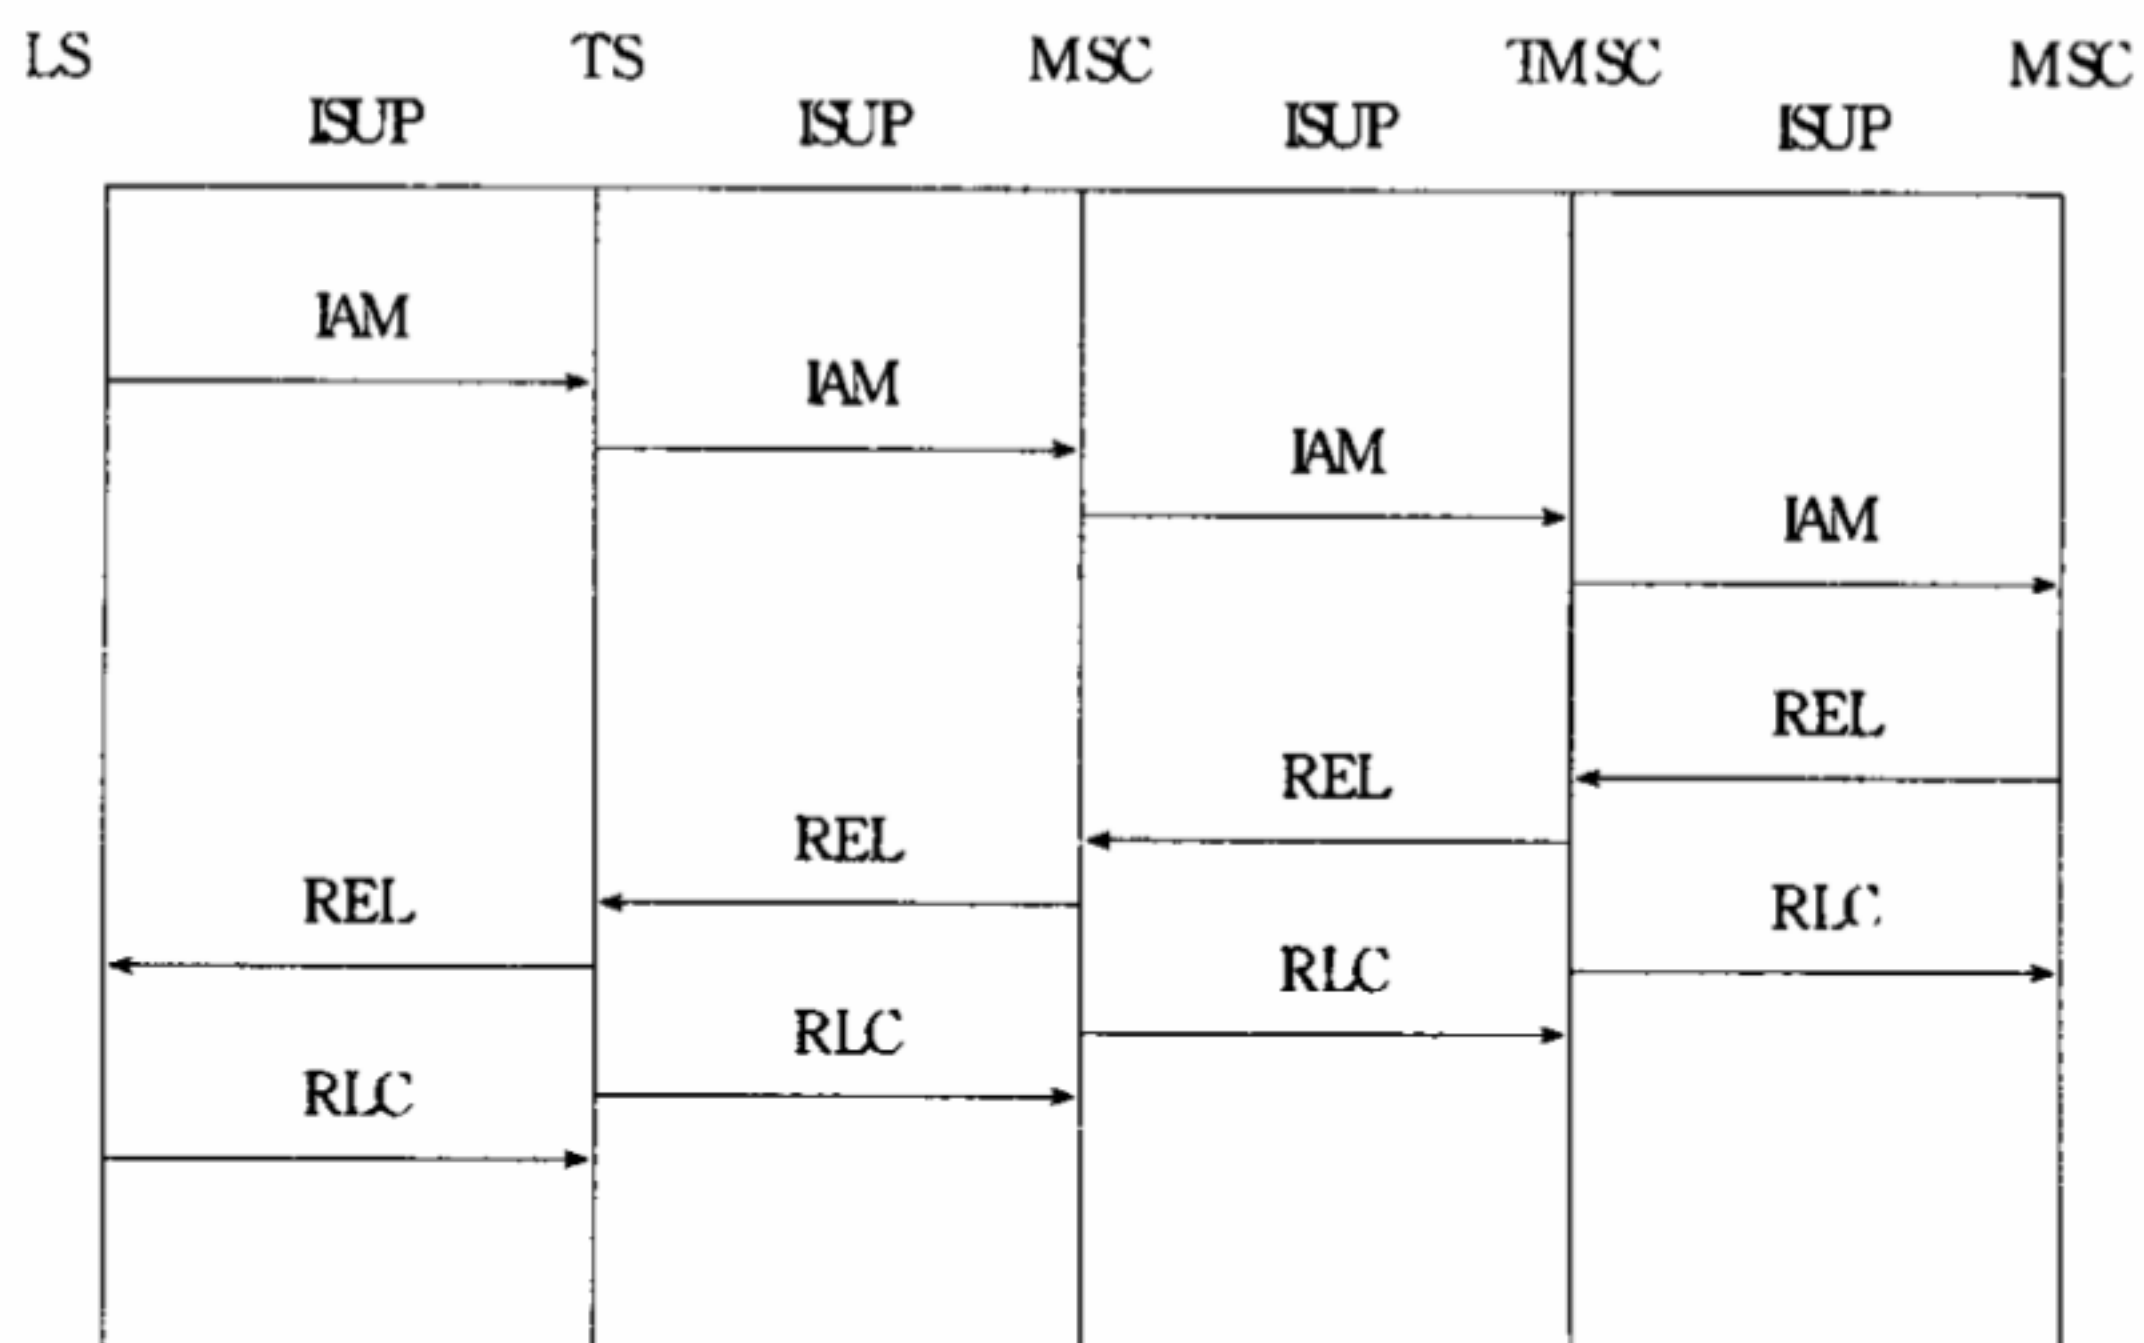 LS TS MSC TMSC MSC
ISUP ISUP ISUP ISUP
IAM
IAM
IAM
IAM
REL
REL
REL
REL
RLC
RLC
RLC
RLC